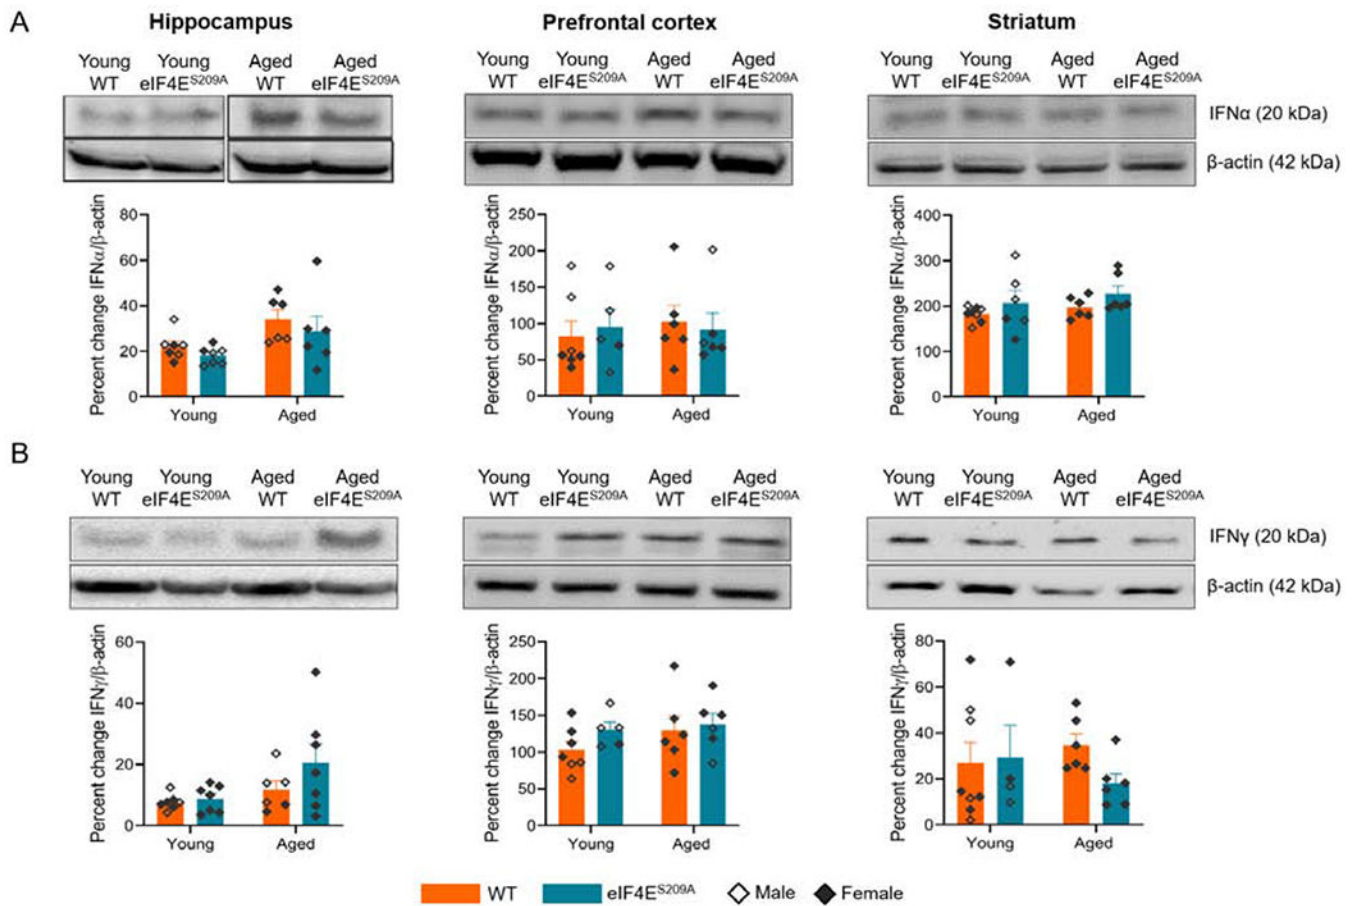 A
Hippocampus
Prefrontal cortex
Striatum
Young Young Aged Aged
WT eIF4E^S209A WT eIF4E^S209A
Young Young Aged Aged
WT eIF4E^S209A WT eIF4E^S209A
Young Young Aged Aged
WT eIF4E^S209A WT eIF4E^S209A
IFNα (20 kDa)
β-actin (42 kDa)
Percent change IFNα/β-actin
80
60
40
20
0
Young Aged
Percent change IFNα/β-actin
250
200
150
100
50
0
Young Aged
Percent change IFNα/β-actin
400
300
200
100
0
Young Aged
B
Young Young Aged Aged
WT eIF4E^S209A WT eIF4E^S209A
Young Young Aged Aged
WT eIF4E^S209A WT eIF4E^S209A
Young Young Aged Aged
WT eIF4E^S209A WT eIF4E^S209A
IFNγ (20 kDa)
β-actin (42 kDa)
Percent change IFNγ/β-actin
60
40
20
0
Young Aged
Percent change IFNγ/β-actin
250
200
150
100
50
0
Young Aged
Percent change IFNγ/β-actin
80
60
40
20
0
Young Aged
WT eIF4E^S209A Male Female